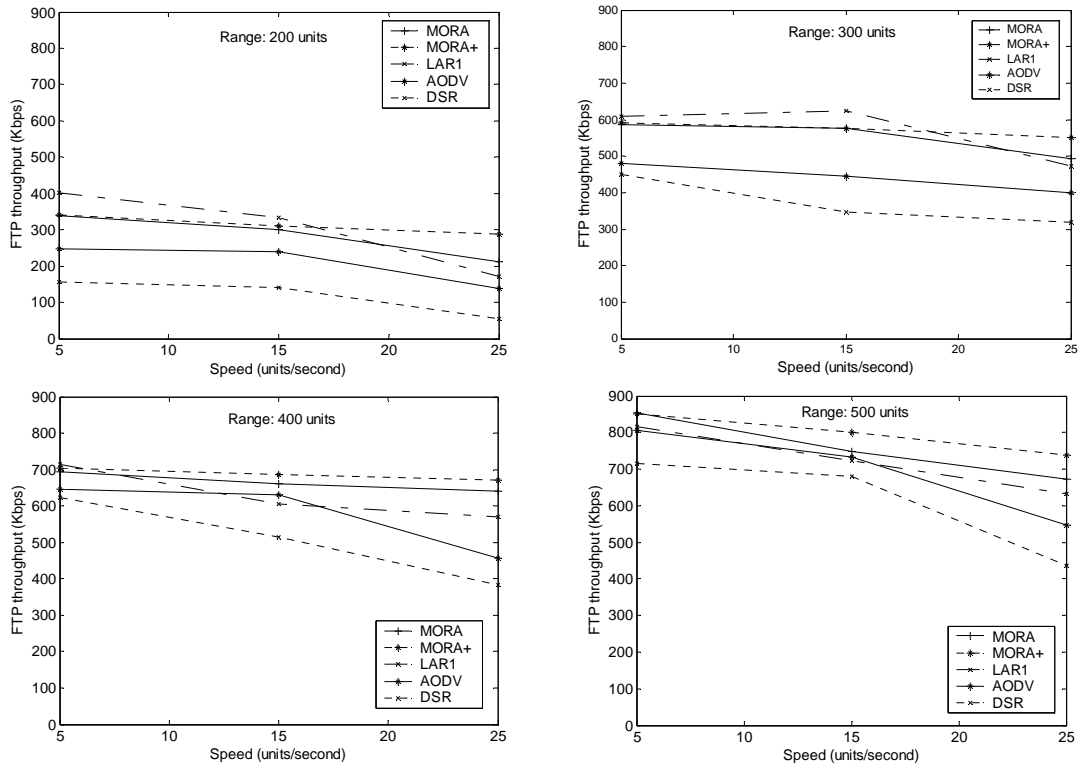 900
800
700
600
500
400
300
200
100
0
FTP throughput (Kbps)
Range: 200 units
MORA
MORA+
LAR1
AODV
DSR
5 10 15 20 25
Speed (units/second)
900
800
700
600
500
400
300
200
100
0
FTP throughput (Kbps)
Range: 300 units
MORA
MORA+
LAR1
AODV
DSR
5 10 15 20 25
Speed (units/second)
900
800
700
600
500
400
300
200
100
0
FTP throughput (Kbps)
Range: 400 units
MORA
MORA+
LAR1
AODV
DSR
5 10 15 20 25
Speed (units/second)
900
800
700
600
500
400
300
200
100
0
FTP throughput (Kbps)
Range: 500 units
MORA
MORA+
LAR1
AODV
DSR
5 10 15 20 25
Speed (units/second)